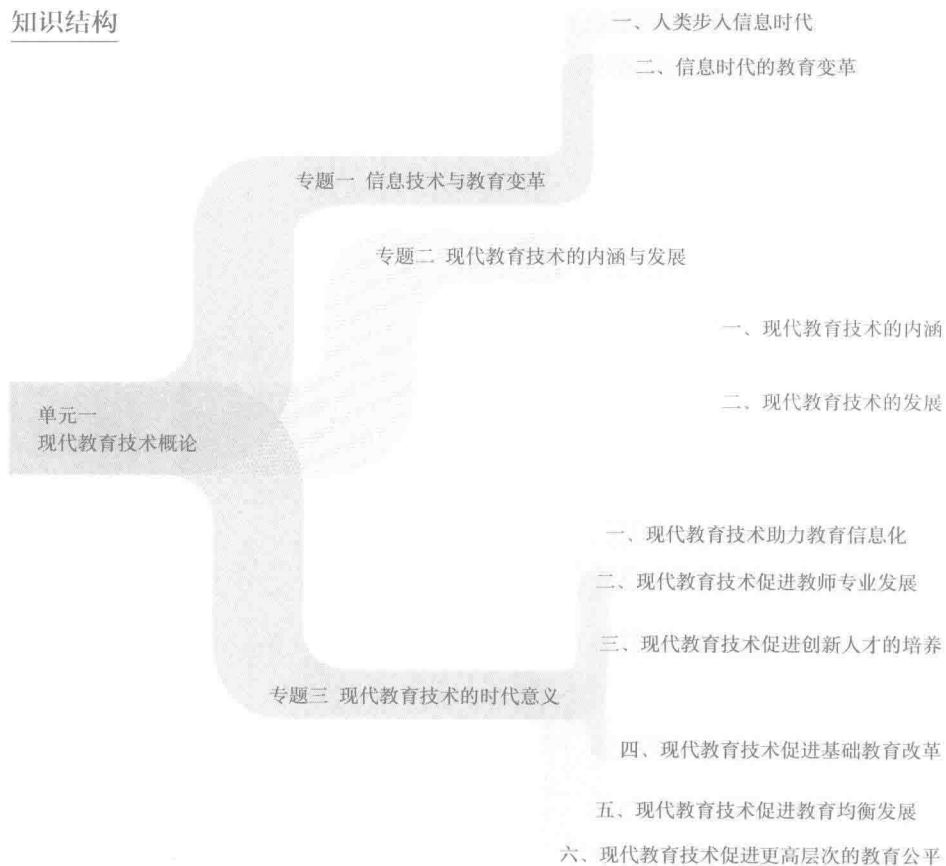 知识结构
一、人类步入信息时代
二、信息时代的教育变革
专题一 信息技术与教育变革
专题二 现代教育技术的内涵与发展
一、现代教育技术的内涵
二、现代教育技术的发展
单元一
现代教育技术概论
一、现代教育技术助力教育信息化
二、现代教育技术促进教师专业发展
三、现代教育技术促进创新人才的培养
专题三 现代教育技术的时代意义
四、现代教育技术促进基础教育改革
五、现代教育技术促进教育均衡发展
六、现代教育技术促进更高层次的教育公平